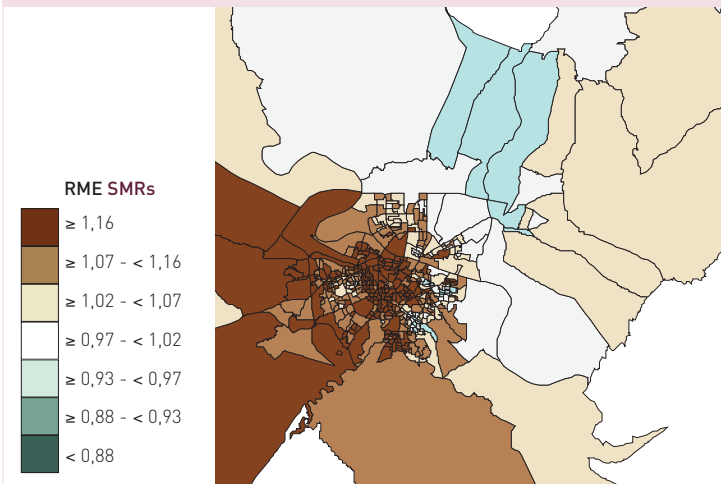 RME SMRs
≥ 1,16
≥ 1,07 - < 1,16
≥ 1,02 - < 1,07
≥ 0,97 - < 1,02
≥ 0,93 - < 0,97
≥ 0,88 - < 0,93
< 0,88